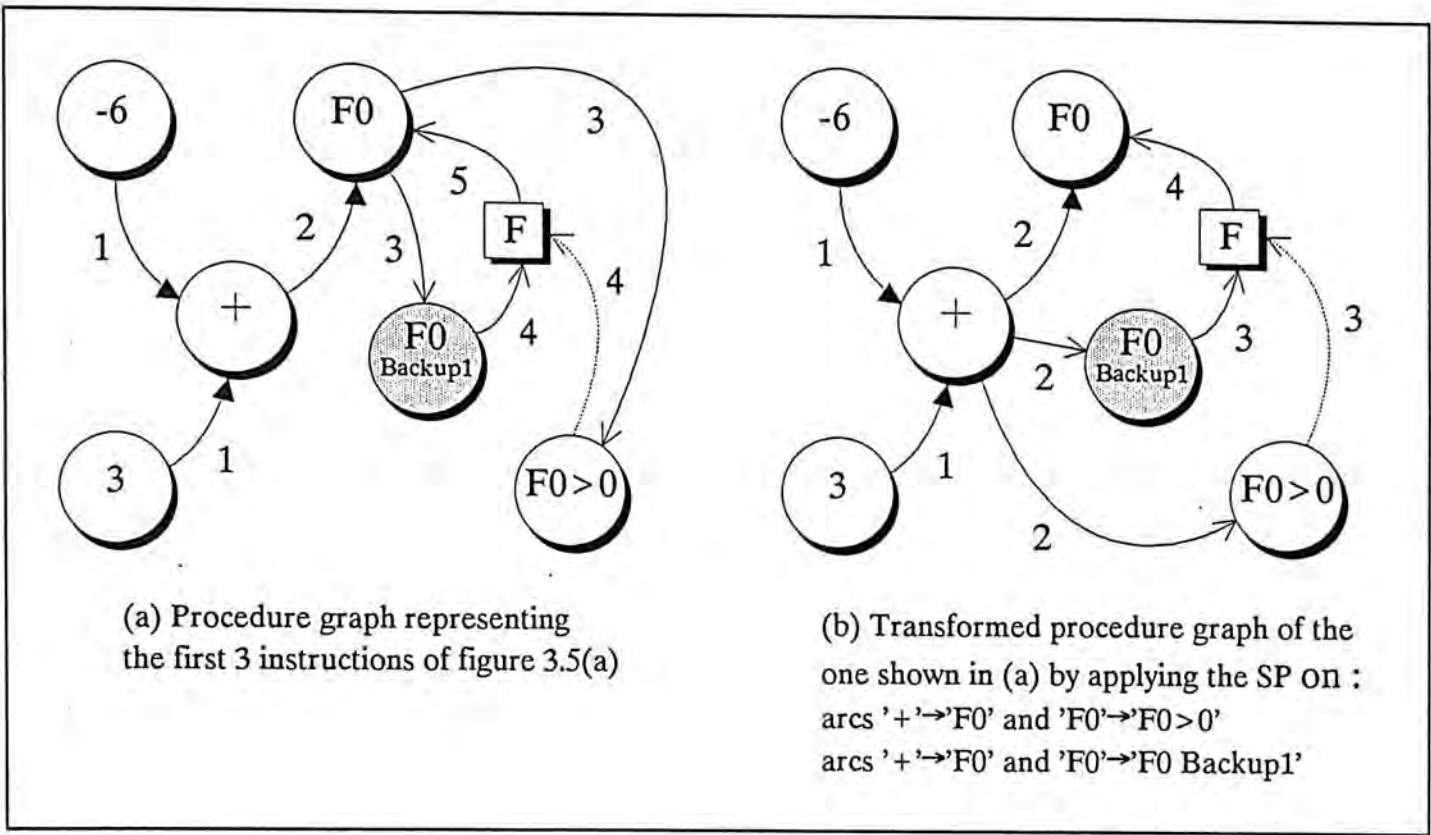 -6
F0
3
5
F
1
2
3
4
+
F0
Backup1
4
3
1
F0>0
(a) Procedure graph representing
the first 3 instructions of figure 3.5(a)
-6
F0
4
F
1
2
3
+
F0
Backup1
2
3
3
1
2
F0>0
(b) Transformed procedure graph of the
one shown in (a) by applying the SP on :
arcs '+'→'F0' and 'F0'→'F0>0'
arcs '+'→'F0' and 'F0'→'F0 Backup1'